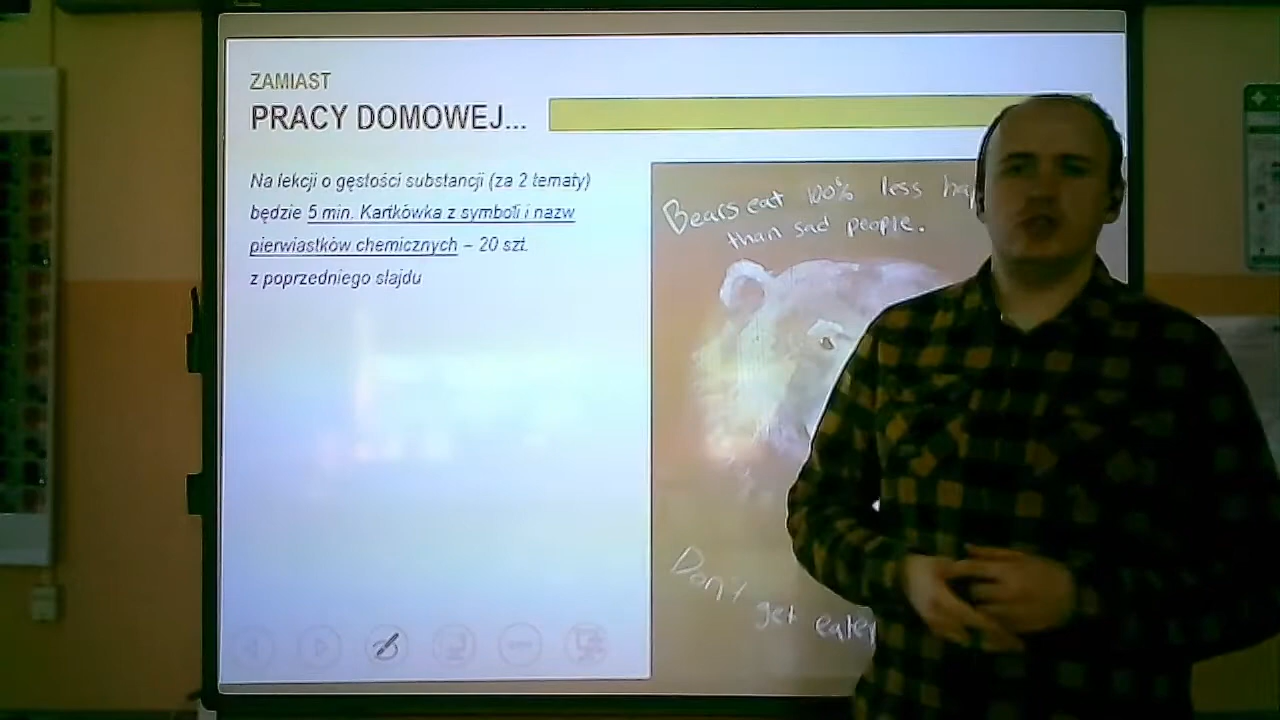 ZAMIAST
PRACY DOMOWEJ...
Na lekcji o gęstości substancji (za 2 tematy)
będzie 5 min. Kartkówka z symboli i nazw
pierwiastków chemicznych – 20 szt.
z poprzedniego slajdu
Bears eat 100% less
than sad people.
Don't
get